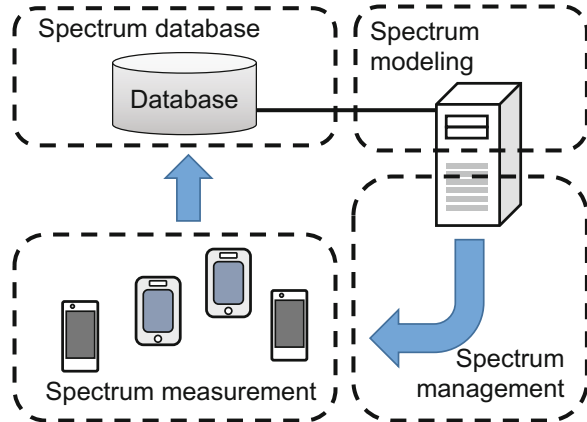 Spectrum database
Database
Spectrum
modeling
Spectrum measurement
Spectrum
management